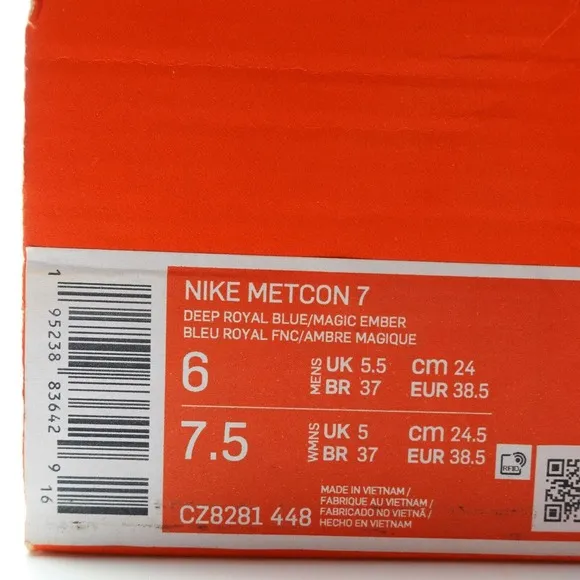 NIKE METCON 7
DEEP ROYAL BLUE/MAGIC EMBER
BLEU ROYAL FNC/AMBRE MAGIQUE
6 MENS UK 5.5 cm 24
BR 37 EUR 38.5
7.5 WMNS UK 5 cm 24.5
BR 37 EUR 38.5
RFID
MADE IN VIETNAM /
FABRIQUE AU VIETNAM /
FABRICADO NO VIETNÃ /
HECHO EN VIETNAM
CZ8281 448
1 95238 83642 9 16